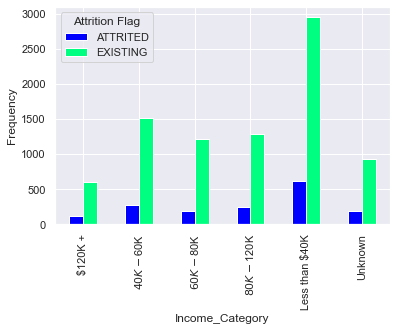 Attrition Flag
ATTRITED
EXISTING
3000
2500
2000
1500
1000
500
0
Frequency
$120K +
40K − 60K
60K − 80K
80K − 120K
Less than $40K
Unknown
Income_Category